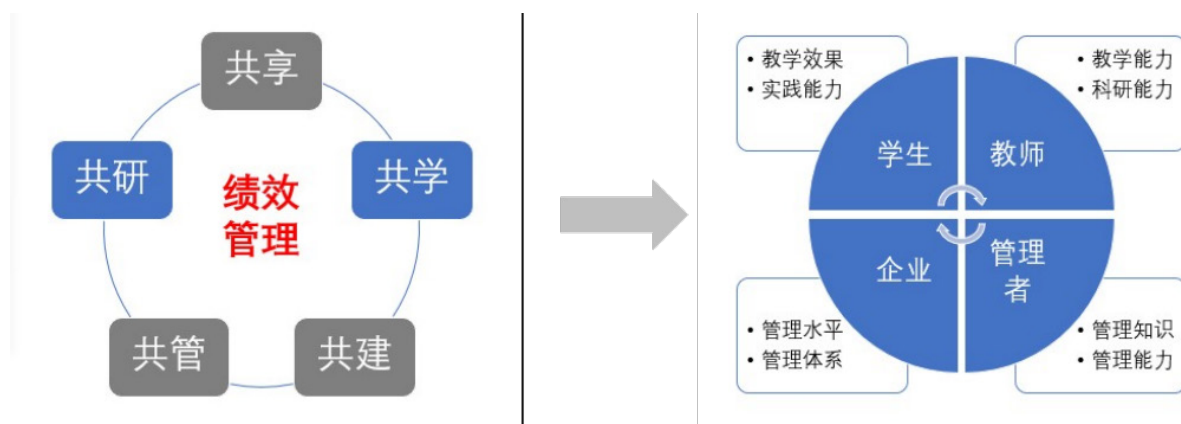 共享
共研
共学
绩效
管理
共管
共建
• 教学效果
• 实践能力
• 教学能力
• 科研能力
学生
教师
企业
管理
者
• 管理水平
• 管理体系
• 管理知识
• 管理能力